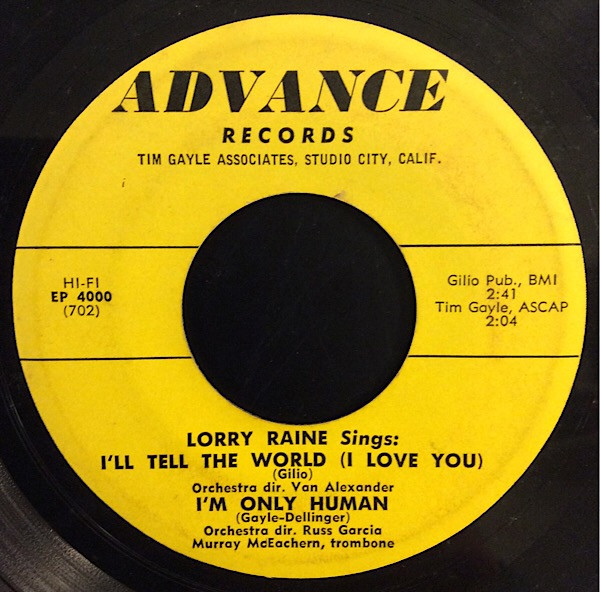 ADVANCE
RECORDS
TIM GAYLE ASSOCIATES, STUDIO CITY, CALIF.
HI-FI
EP 4000
(702)
Gilio Pub., BMI
2:41
Tim Gayle, ASCAP
2:04
LORRY RAINE Sings:
I'LL TELL THE WORLD (I LOVE YOU)
(Gilio)
Orchestra dir. Van Alexander
I'M ONLY HUMAN
(Gayle-Dellinger)
Orchestra dir. Russ Garcia
Murray McEachern, trombone